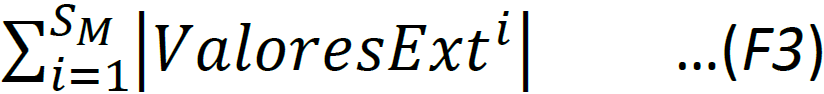 ∑_{i=1}^{S_M} |ValoresExt^i| ...(F3)